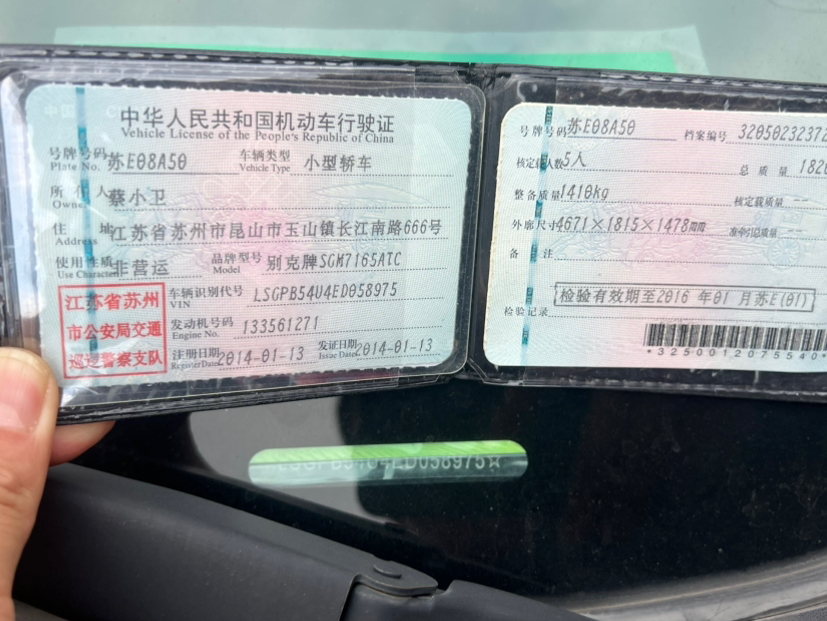 中华人民共和国机动车行驶证
Vehicle License of the People's Republic of China
号牌号码 苏E08A50 车辆类型 小型轿车
Plate No. Vehicle Type
所有人 蔡小卫
Owner
住址 江苏省苏州市昆山市玉山镇长江南路666号
Address
使用性质 非营运 品牌型号 别克牌SGM7165ATC
Use Character Model
江苏省苏州
市公安局交通
巡逻警察支队
车辆识别代号 LSGPB54U4ED058975
VIN
发动机号码 133561271
Engine No.
注册日期 2014-01-13 发证日期 2014-01-13
Register Date Issue Date
号牌号码 苏E08A50 档案编号 32050232372
核定载人数 5人 总质量 1820
整备质量 1410kg 核定载质量 --
外廓尺寸 4671×1815×1478mm 准牵引总质量 --
备注
检验有效期至2016年01月苏E(01)
检验记录
*3250012075540*
LSGPB54U4ED058975☆